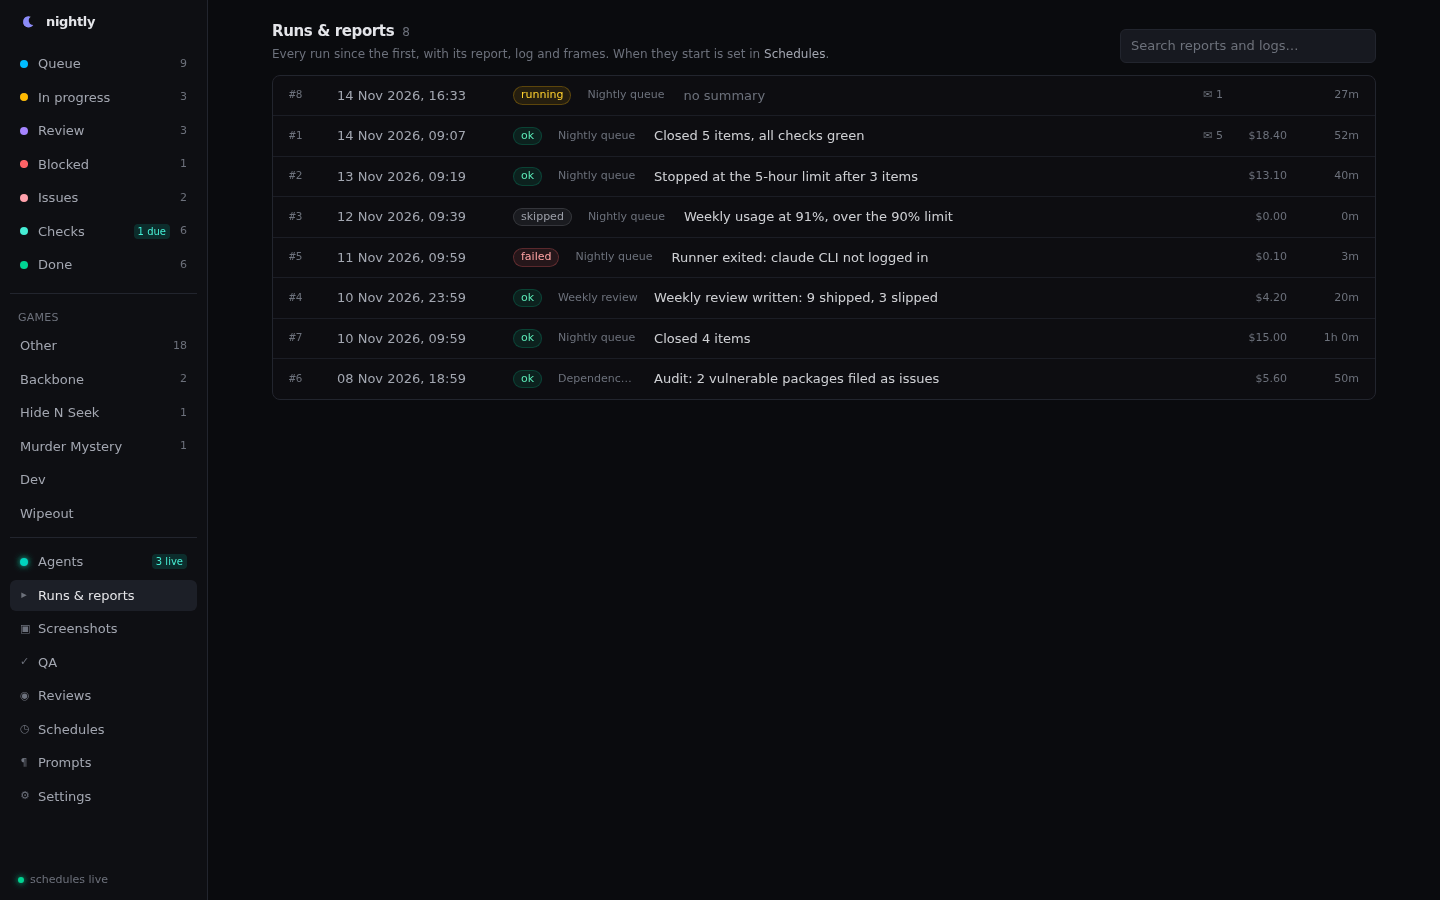 nightly
Queue 9
In progress 3
Review 3
Blocked 1
Issues 2
Checks 1 due 6
Done 6
GAMES
Other 18
Backbone 2
Hide N Seek 1
Murder Mystery 1
Dev
Wipeout
Agents 3 live
Runs & reports
Screenshots
QA
Reviews
Schedules
Prompts
Settings
schedules live
Runs & reports 8
Every run since the first, with its report, log and frames. When they start is set in Schedules.
Search reports and logs...
#8 14 Nov 2026, 16:33 running Nightly queue no summary ✉ 1 27m
#1 14 Nov 2026, 09:07 ok Nightly queue Closed 5 items, all checks green ✉ 5 $18.40 52m
#2 13 Nov 2026, 09:19 ok Nightly queue Stopped at the 5-hour limit after 3 items $13.10 40m
#3 12 Nov 2026, 09:39 skipped Nightly queue Weekly usage at 91%, over the 90% limit $0.00 0m
#5 11 Nov 2026, 09:59 failed Nightly queue Runner exited: claude CLI not logged in $0.10 3m
#4 10 Nov 2026, 23:59 ok Weekly review Weekly review written: 9 shipped, 3 slipped $4.20 20m
#7 10 Nov 2026, 09:59 ok Nightly queue Closed 4 items $15.00 1h 0m
#6 08 Nov 2026, 18:59 ok Dependenc... Audit: 2 vulnerable packages filed as issues $5.60 50m